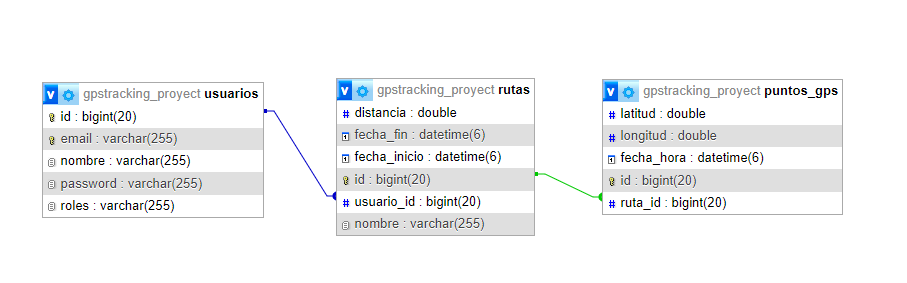 gpstracking_proyect usuarios
id : bigint(20)
email : varchar(255)
nombre : varchar(255)
password : varchar(255)
roles : varchar(255)
gpstracking_proyect rutas
distancia : double
fecha_fin : datetime(6)
fecha_inicio : datetime(6)
id : bigint(20)
usuario_id : bigint(20)
nombre : varchar(255)
gpstracking_proyect puntos_gps
latitud : double
longitud : double
fecha_hora : datetime(6)
id : bigint(20)
ruta_id : bigint(20)